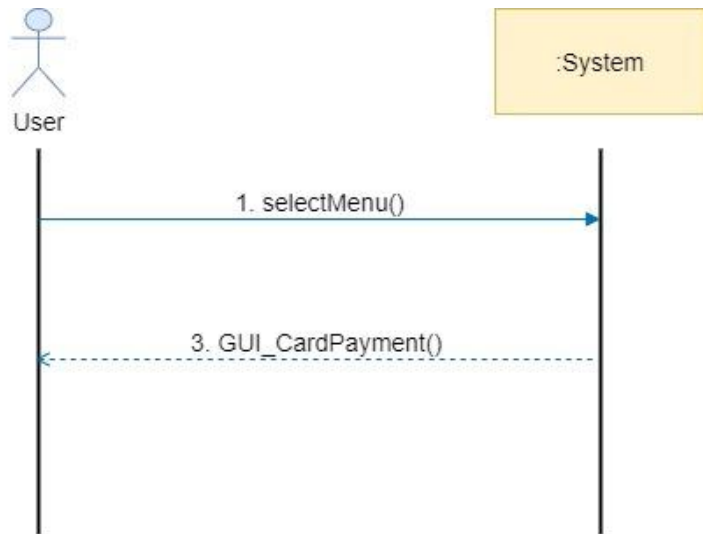 :System
User
1. selectMenu()
3. GUI_CardPayment()